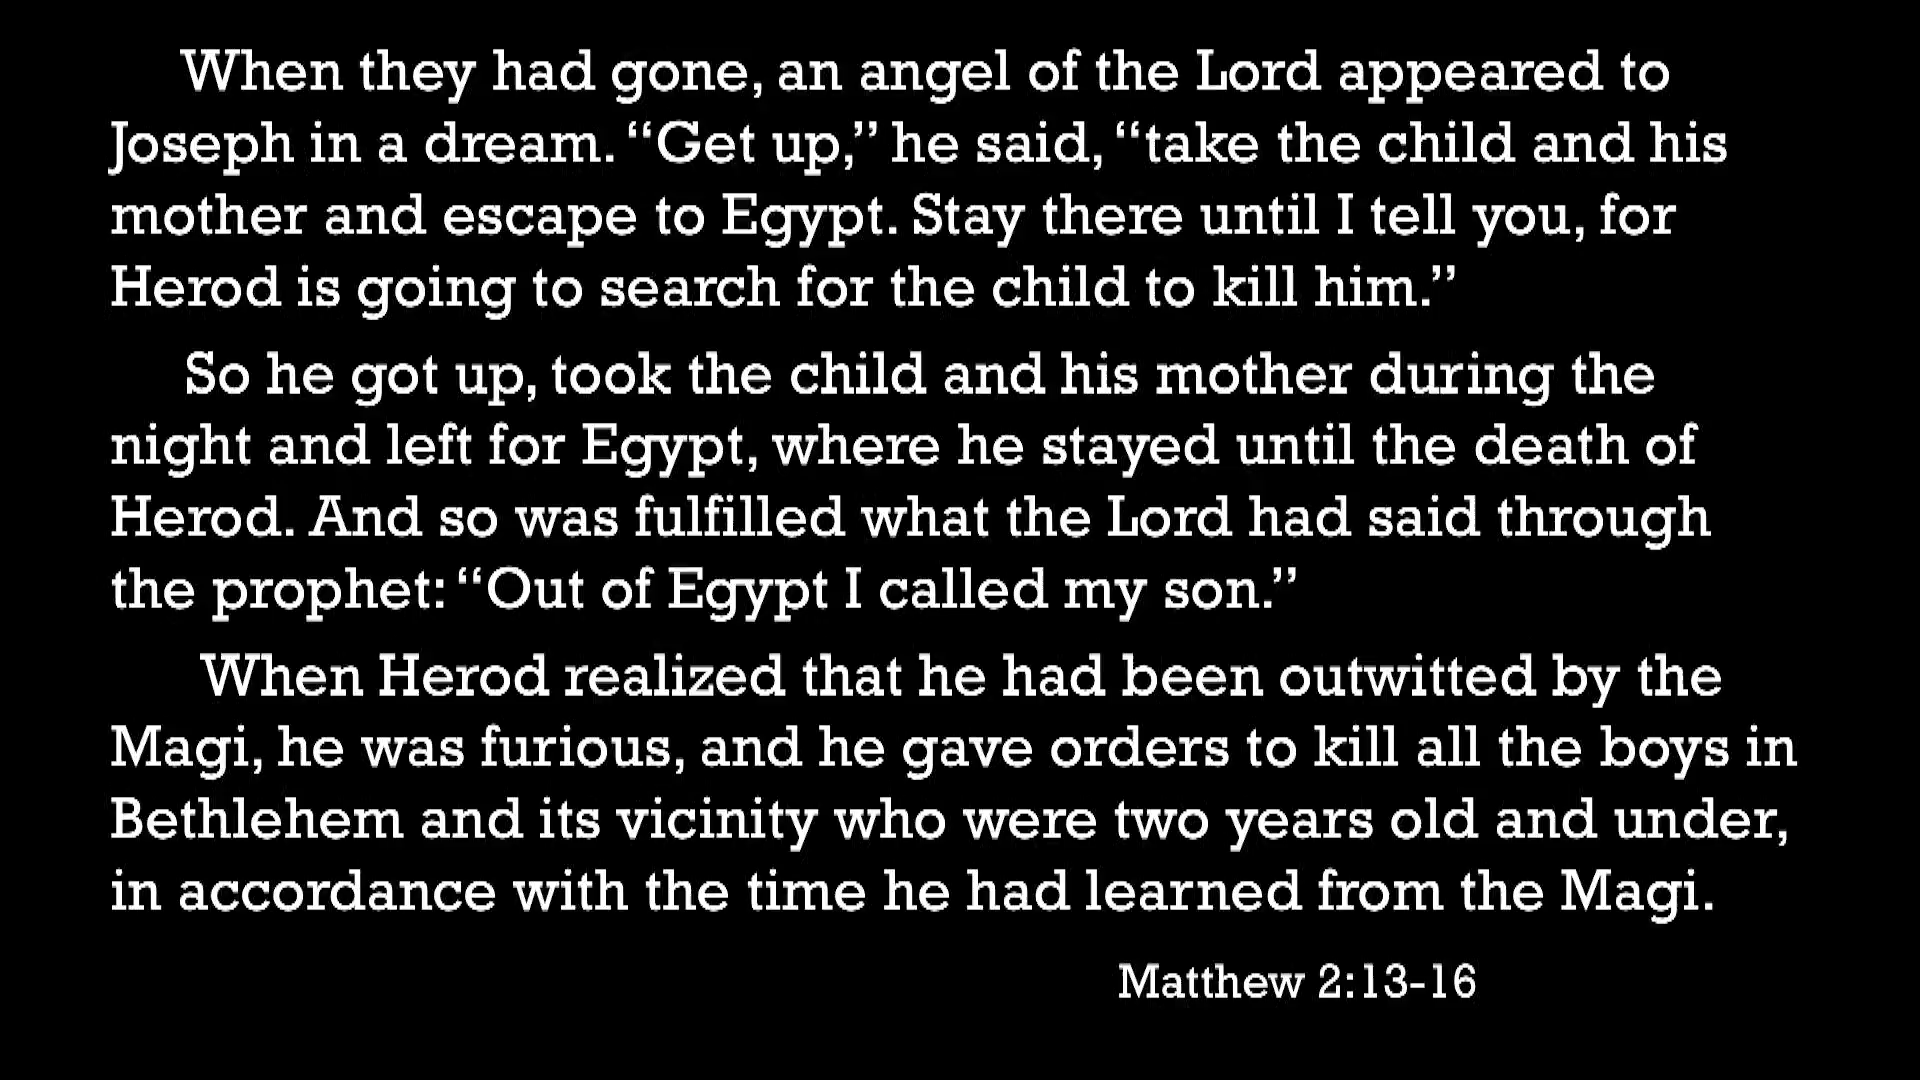 When they had gone, an angel of the Lord appeared to
Joseph in a dream. “Get up,” he said, “take the child and his
mother and escape to Egypt. Stay there until I tell you, for
Herod is going to search for the child to kill him.”
So he got up, took the child and his mother during the
night and left for Egypt, where he stayed until the death of
Herod. And so was fulfilled what the Lord had said through
the prophet: “Out of Egypt I called my son.”
When Herod realized that he had been outwitted by the
Magi, he was furious, and he gave orders to kill all the boys in
Bethlehem and its vicinity who were two years old and under,
in accordance with the time he had learned from the Magi.
Matthew 2:13-16